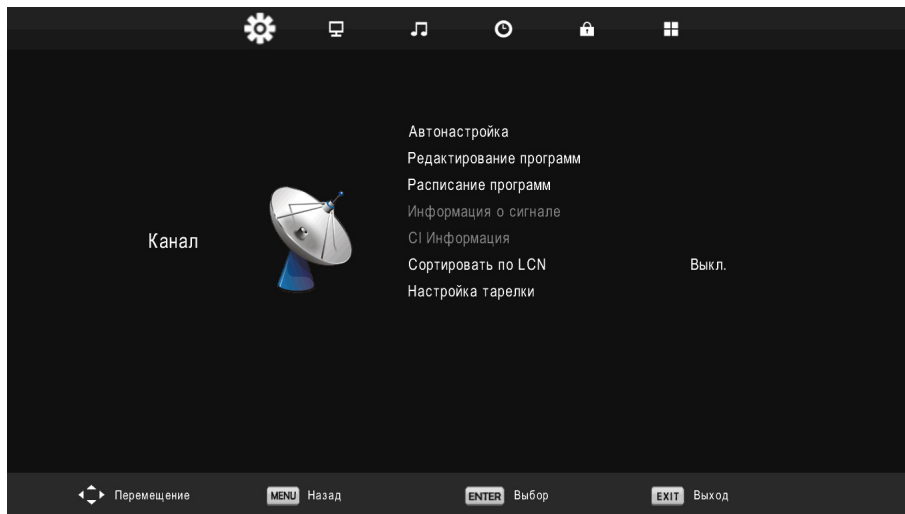 Автонастройка
Редактирование программ
Расписание программ
Информация о сигнале
CI Информация
Сортировать по LCN Выкл.
Настройка тарелки
Канал
Перемещение MENU Назад ENTER Выбор EXIT Выход